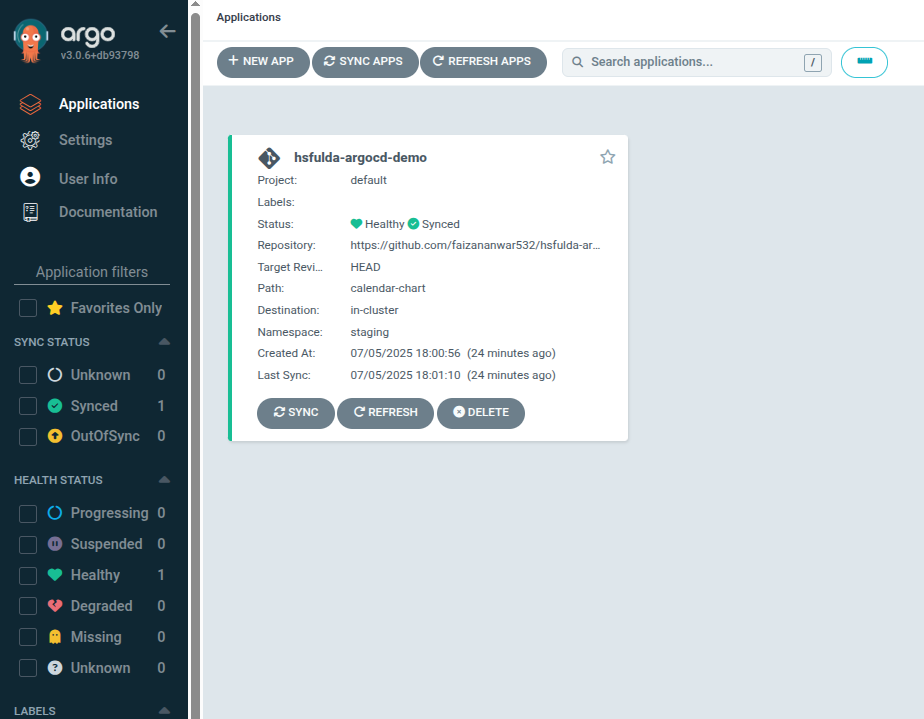 argo
v3.0.6+db93798
Applications
Settings
User Info
Documentation
Application filters
Favorites Only
SYNC STATUS
Unknown 0
Synced 1
OutOfSync 0
HEALTH STATUS
Progressing 0
Suspended 0
Healthy 1
Degraded 0
Missing 0
Unknown 0
LABELS
Applications
+ NEW APP SYNC APPS REFRESH APPS Search applications... /
hsfulda-argocd-demo
Project: default
Labels:
Status: Healthy Synced
Repository: https://github.com/faizananwar532/hsfulda-ar...
Target Revi... HEAD
Path: calendar-chart
Destination: in-cluster
Namespace: staging
Created At: 07/05/2025 18:00:56 (24 minutes ago)
Last Sync: 07/05/2025 18:01:10 (24 minutes ago)
SYNC REFRESH DELETE